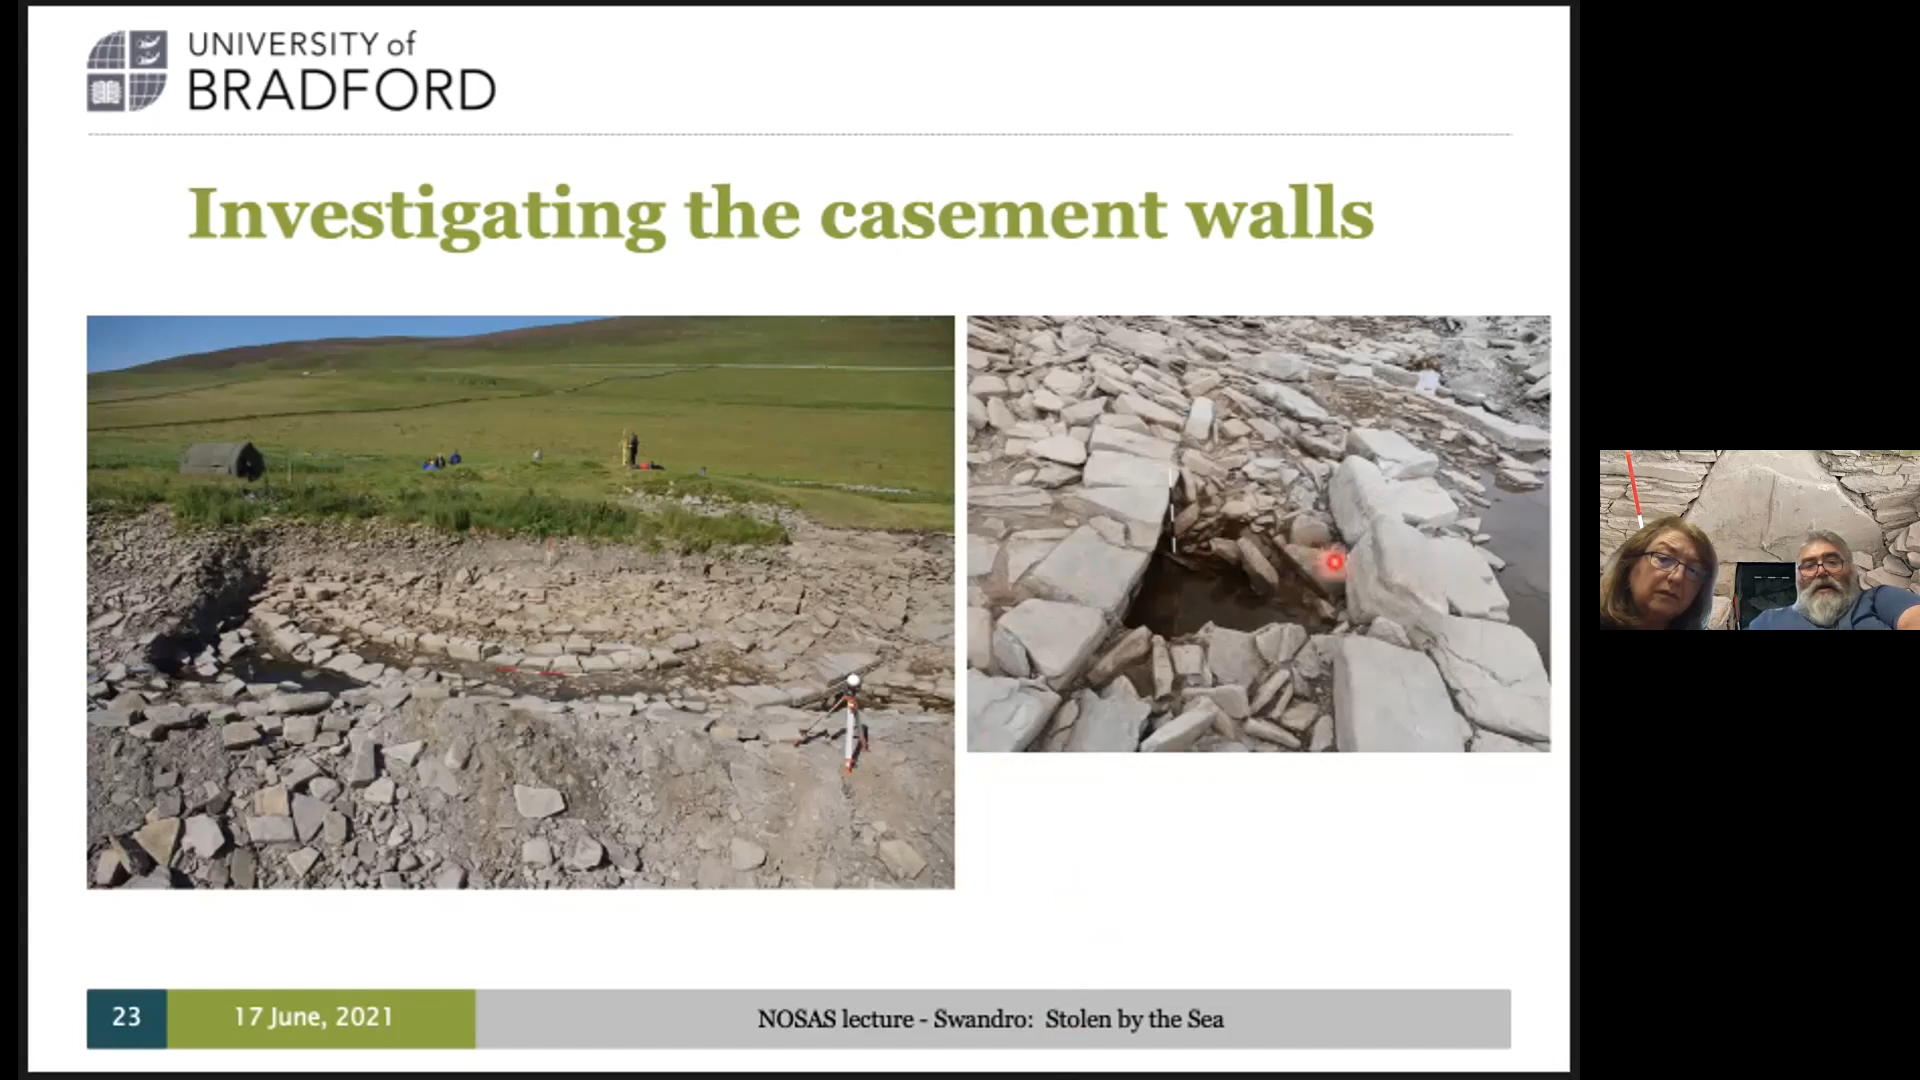 UNIVERSITY of
BRADFORD
Investigating the casement walls
23
17 June, 2021
NOSAS lecture - Swandro: Stolen by the Sea